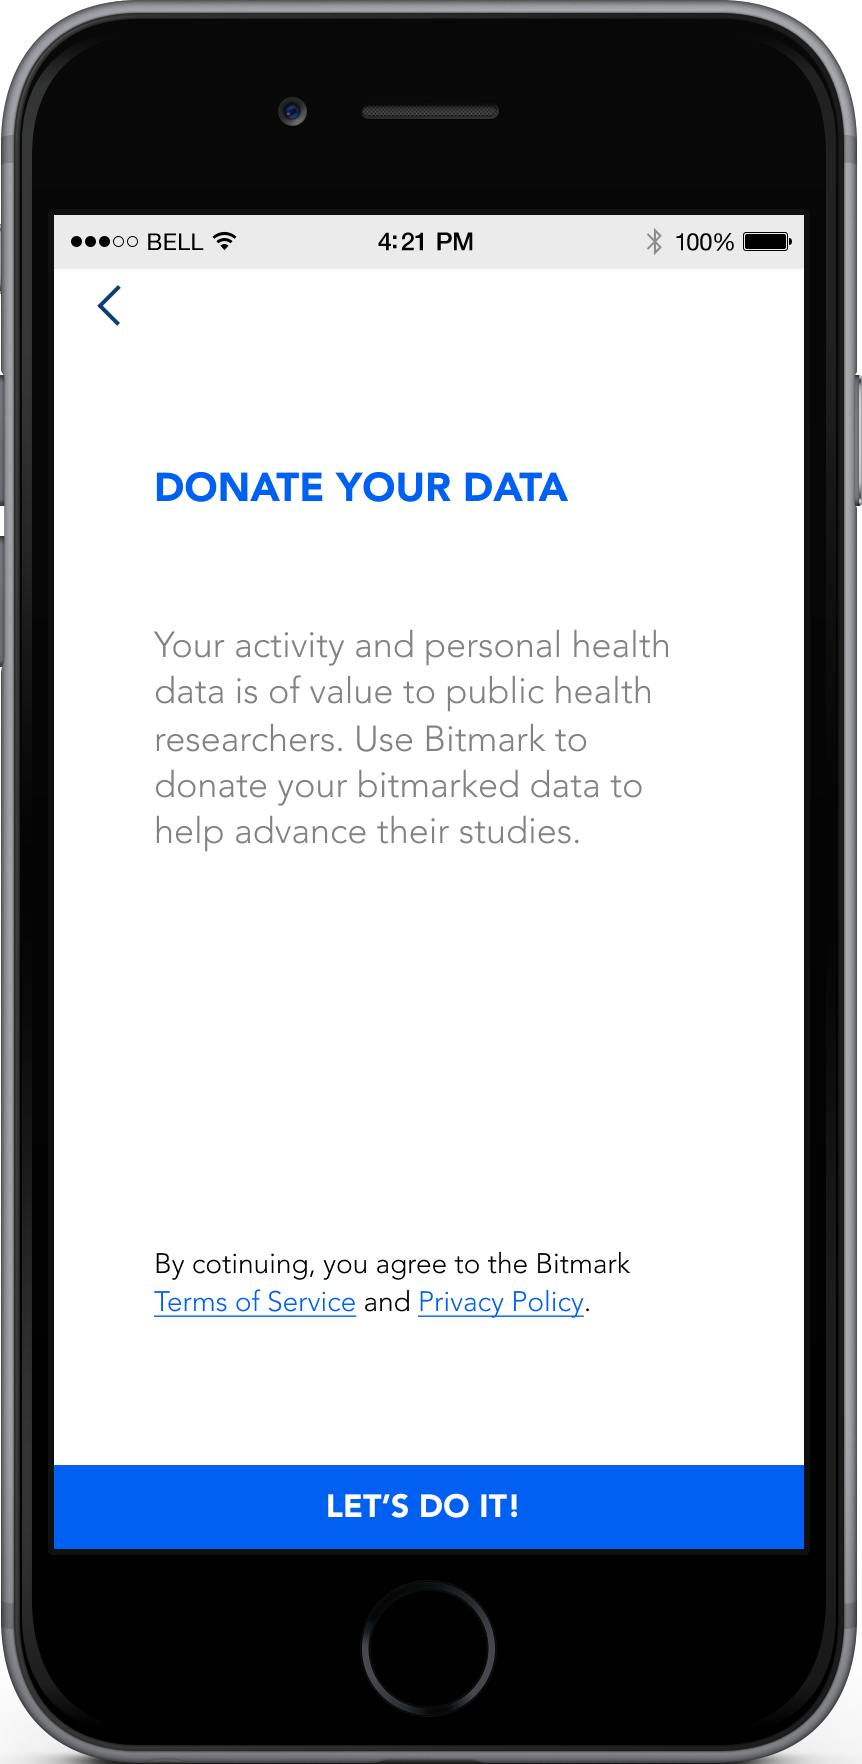 BELL 4:21 PM 100%
DONATE YOUR DATA
Your activity and personal health
data is of value to public health
researchers. Use Bitmark to
donate your bitmarked data to
help advance their studies.
By cotinuing, you agree to the Bitmark
Terms of Service and Privacy Policy.
LET’S DO IT!